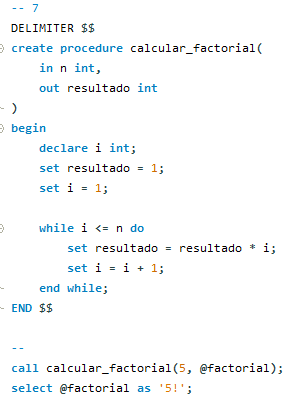 -- 7
DELIMITER $$
create procedure calcular_factorial(
    in n int,
    out resultado int
)
begin
    declare i int;
    set resultado = 1;
    set i = 1;

    while i <= n do
        set resultado = resultado * i;
        set i = i + 1;
    end while;
END $$

--
call calcular_factorial(5, @factorial);
select @factorial as '5!';